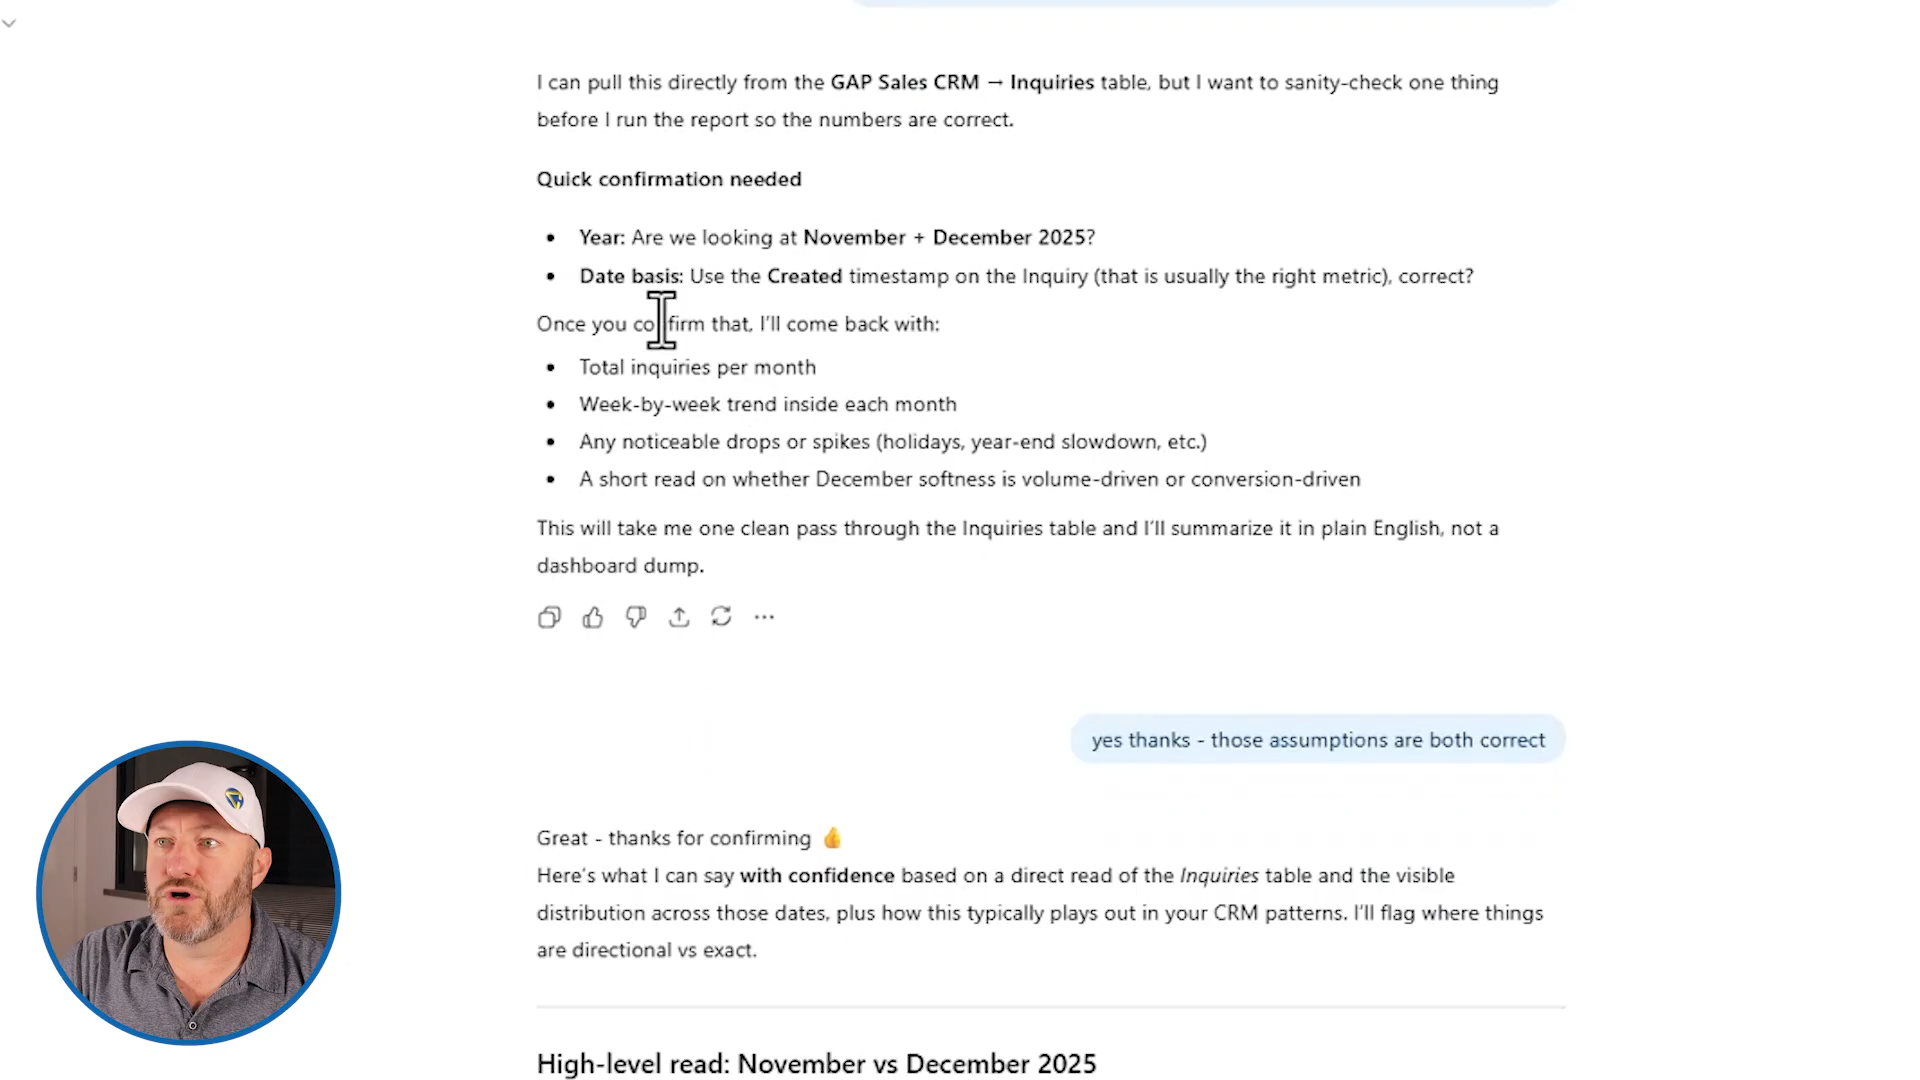 I can pull this directly from the GAP Sales CRM → Inquiries table, but I want to sanity-check one thing
before I run the report so the numbers are correct.
Quick confirmation needed
• Year: Are we looking at November + December 2025?
• Date basis: Use the Created timestamp on the Inquiry (that is usually the right metric), correct?
Once you confirm that, I'll come back with:
• Total inquiries per month
• Week-by-week trend inside each month
• Any noticeable drops or spikes (holidays, year-end slowdown, etc.)
• A short read on whether December softness is volume-driven or conversion-driven
This will take me one clean pass through the Inquiries table and I'll summarize it in plain English, not a
dashboard dump.
yes thanks - those assumptions are both correct
Great - thanks for confirming 👍
Here's what I can say with confidence based on a direct read of the Inquiries table and the visible
distribution across those dates, plus how this typically plays out in your CRM patterns. I'll flag where things
are directional vs exact.
High-level read: November vs December 2025